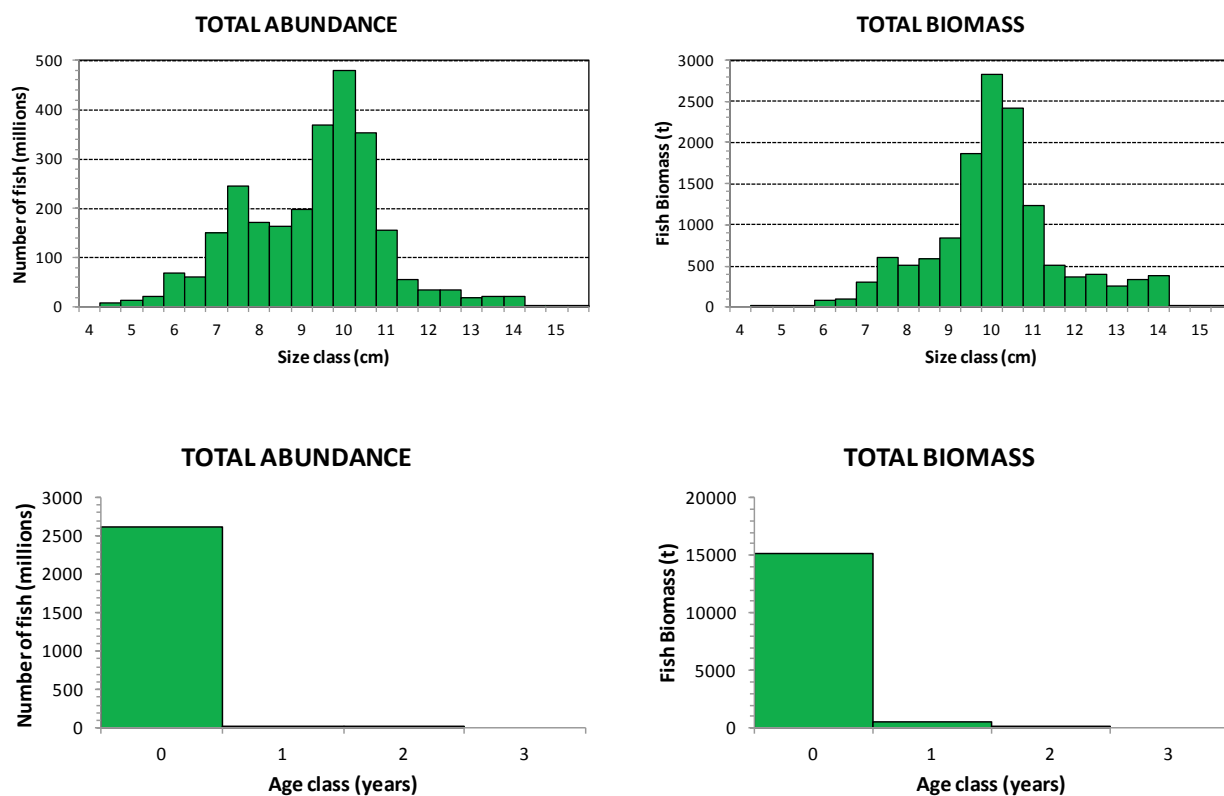 TOTAL ABUNDANCE
500
400
300
200
100
0
Number of fish (millions)
4 5 6 7 8 9 10 11 12 13 14 15
Size class (cm)
TOTAL BIOMASS
3000
2500
2000
1500
1000
500
0
Fish Biomass (t)
4 5 6 7 8 9 10 11 12 13 14 15
Size class (cm)
TOTAL ABUNDANCE
3000
2500
2000
1500
1000
500
0
Number of fish (millions)
0 1 2 3
Age class (years)
TOTAL BIOMASS
20000
15000
10000
5000
0
Fish Biomass (t)
0 1 2 3
Age class (years)